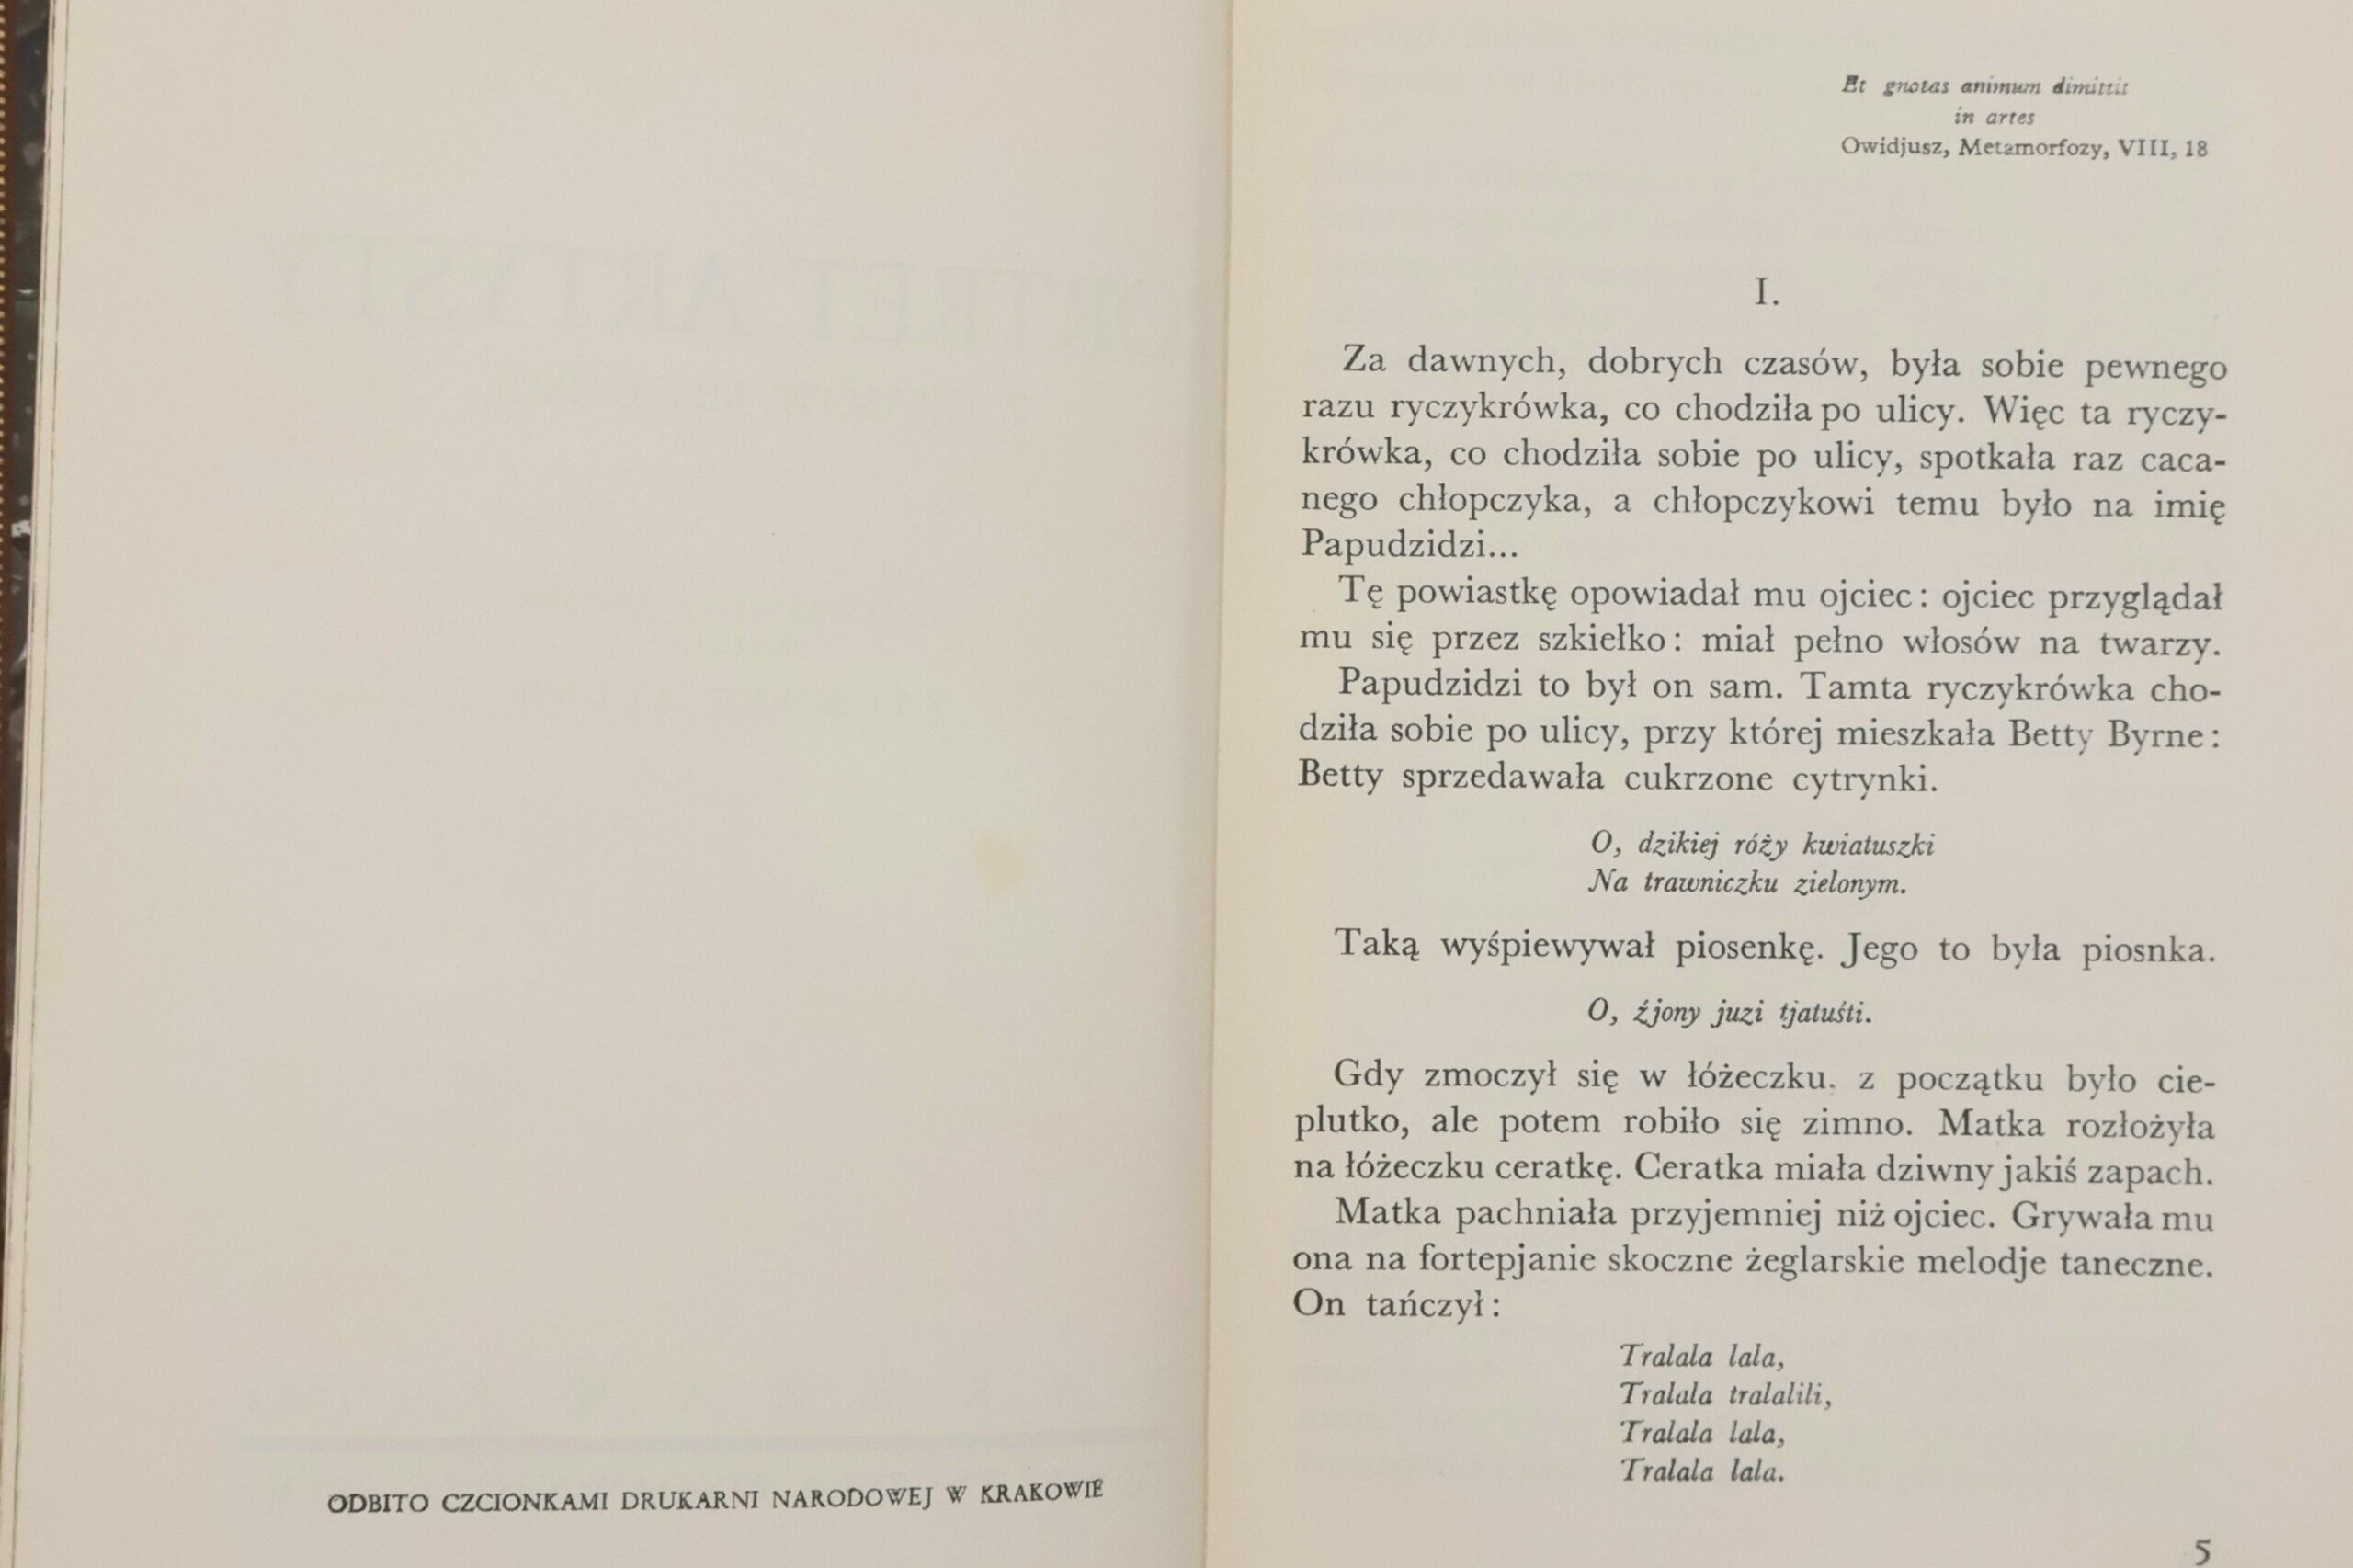 ODBITO CZCIONKAMI DRUKARNI NARODOWEJ W KRAKOWIE
Et gnotas animum dimittit
in artes
Owidjusz, Metamorfozy, VIII, 18
I.
Za dawnych, dobrych czasów, była sobie pewnego
razu ryczykrówka, co chodziła po ulicy. Więc ta ryczy-
krówka, co chodziła sobie po ulicy, spotkała raz caca-
nego chłopczyka, a chłopczykowi temu było na imię
Papudzidzi...
Tę powiastkę opowiadał mu ojciec: ojciec przyglądał
mu się przez szkiełko: miał pełno włosów na twarzy.
Papudzidzi to był on sam. Tamta ryczykrówka cho-
dziła sobie po ulicy, przy której mieszkała Betty Byrne:
Betty sprzedawała cukrzone cytrynki.
O, dzikiej róży kwiatuszki
Na trawniczku zielonym.
Taką wyśpiewywał piosenkę. Jego to była piosnka.
O, źjony juzi tjatuśti.
Gdy zmoczył się w łóżeczku, z początku było cie-
plutko, ale potem robiło się zimno. Matka rozłożyła
na łóżeczku ceratkę. Ceratka miała dziwny jakiś zapach.
Matka pachniała przyjemniej niż ojciec. Grywała mu
ona na fortepjanie skoczne żeglarskie melodje taneczne.
On tańczył:
Tralala lala,
Tralala tralalili,
Tralala lala,
Tralala lala.
5